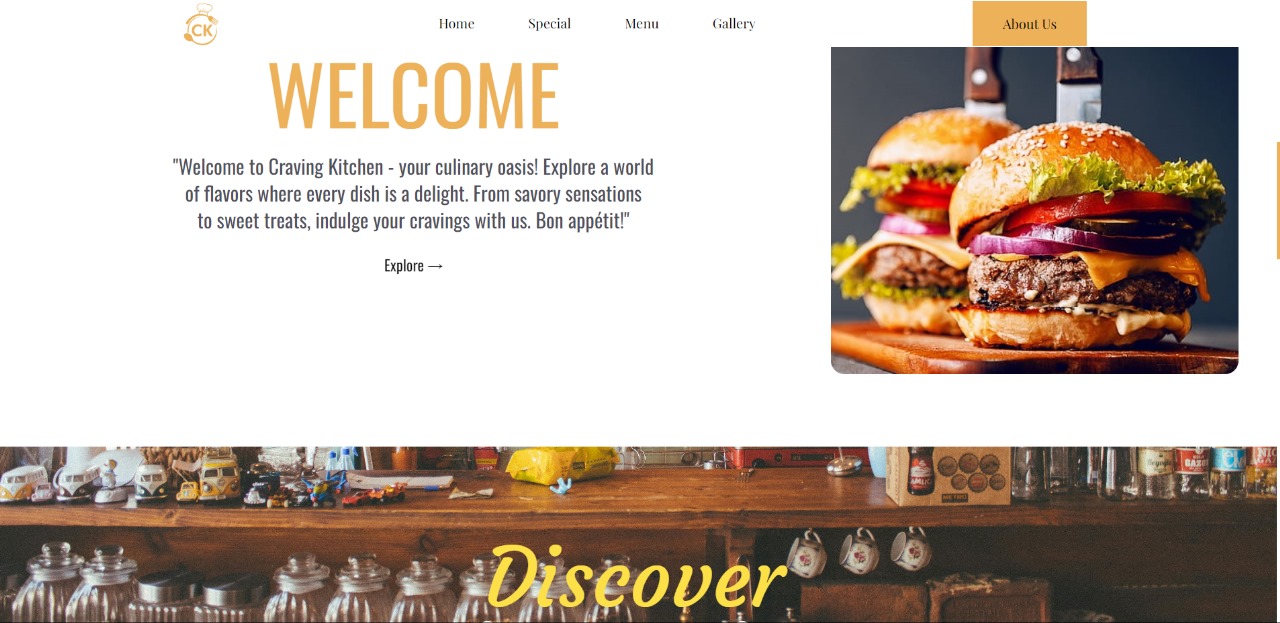 CK
Home
Special
Menu
Gallery
About Us
WELCOME
"Welcome to Craving Kitchen - your culinary oasis! Explore a world
of flavors where every dish is a delight. From savory sensations
to sweet treats, indulge your cravings with us. Bon appétit!"
Explore →
METRO
GAZOZ
Discover